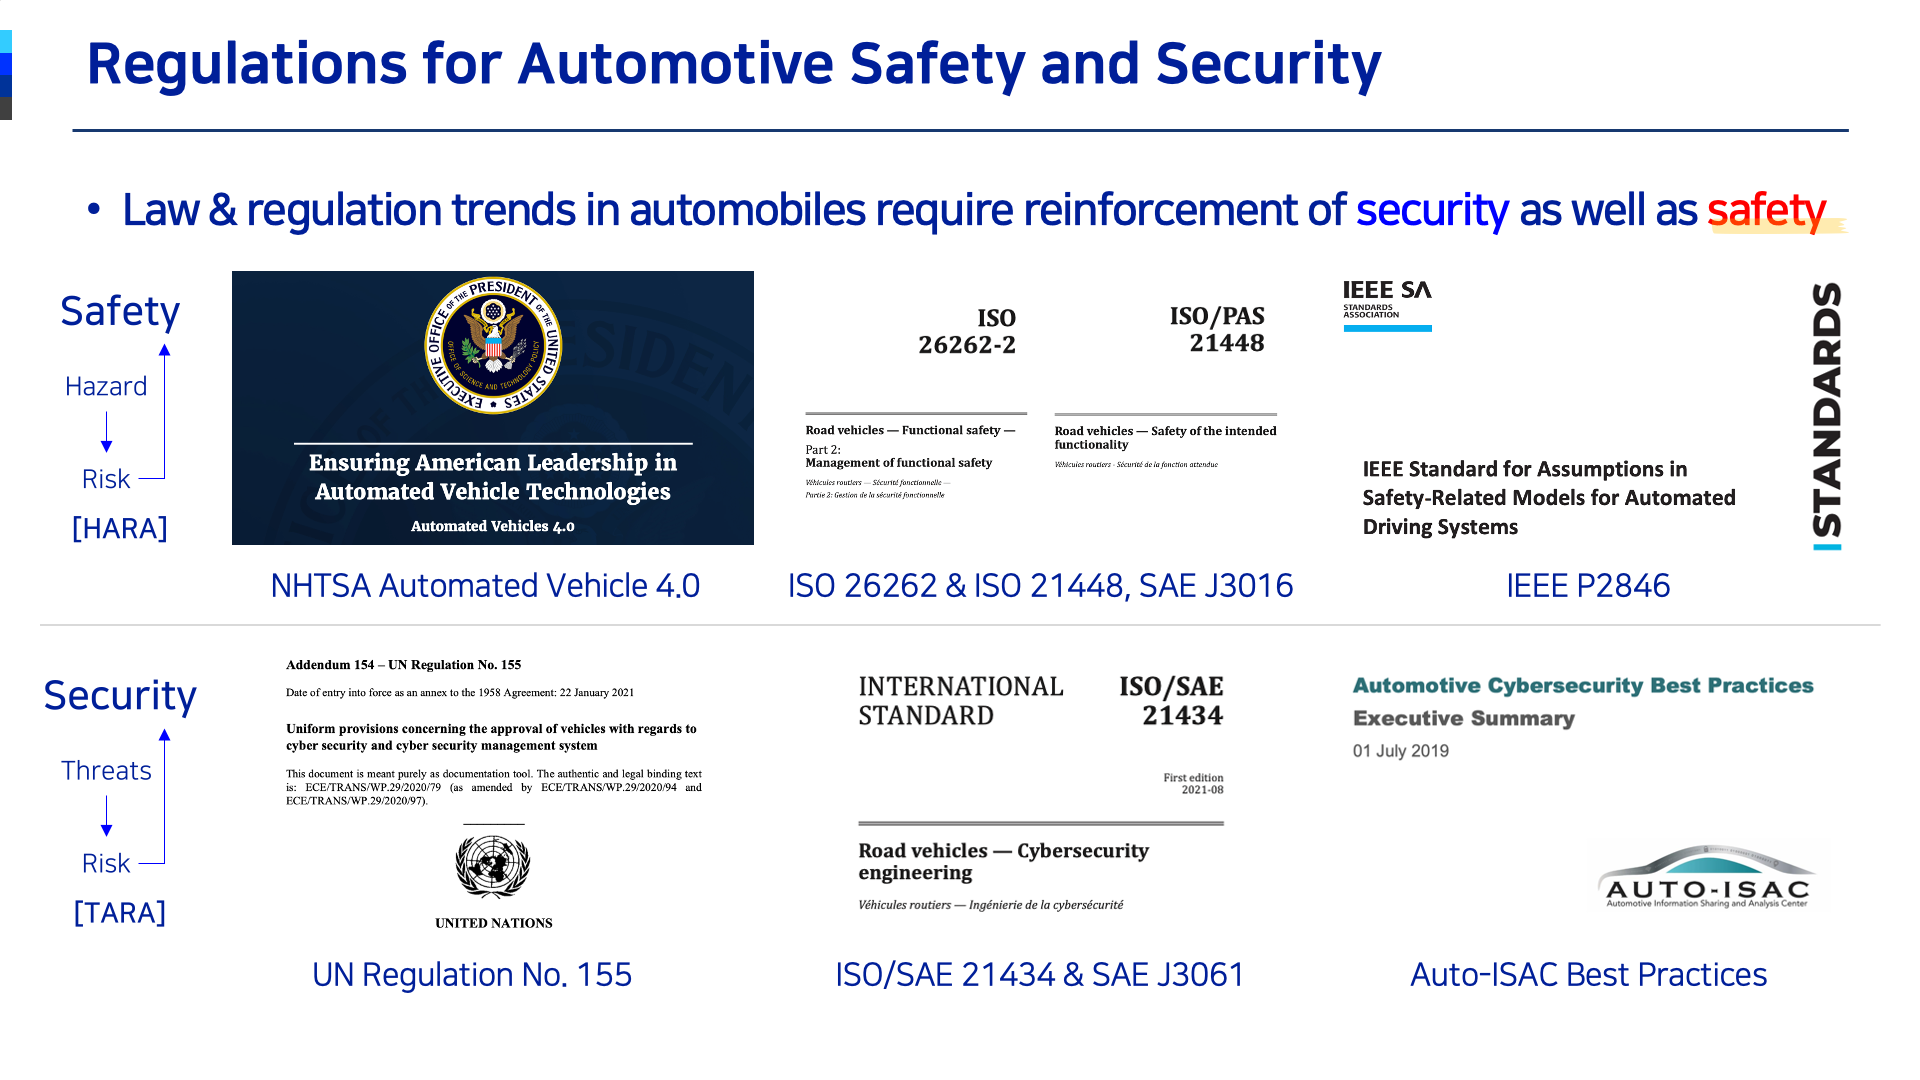 Regulations for Automotive Safety and Security
• Law & regulation trends in automobiles require reinforcement of security as well as safety
Safety
Hazard
Risk
[HARA]
EXECUTIVE OFFICE OF THE PRESIDENT OF THE UNITED STATES
OFFICE OF SCIENCE AND TECHNOLOGY POLICY
Ensuring American Leadership in
Automated Vehicle Technologies
Automated Vehicles 4.0
NHTSA Automated Vehicle 4.0
ISO
26262-2
Road vehicles — Functional safety —
Part 2:
Management of functional safety
Véhicules routiers — Sécurité fonctionnelle —
Partie 2: Gestion de la sécurité fonctionnelle
ISO/PAS
21448
Road vehicles — Safety of the intended
functionality
Véhicules routiers - Sécurité de la fonction attendue
ISO 26262 & ISO 21448, SAE J3016
IEEE SA
STANDARDS
ASSOCIATION
IEEE Standard for Assumptions in
Safety-Related Models for Automated
Driving Systems
STANDARDS
IEEE P2846
Security
Threats
Risk
[TARA]
Addendum 154 – UN Regulation No. 155
Date of entry into force as an annex to the 1958 Agreement: 22 January 2021
Uniform provisions concerning the approval of vehicles with regards to
cyber security and cyber security management system
This document is meant purely as documentation tool. The authentic and legal binding text
is: ECE/TRANS/WP.29/2020/79 (as amended by ECE/TRANS/WP.29/2020/94 and
ECE/TRANS/WP.29/2020/97).
UNITED NATIONS
UN Regulation No. 155
INTERNATIONAL
STANDARD
ISO/SAE
21434
First edition
2021-08
Road vehicles — Cybersecurity
engineering
Véhicules routiers — Ingénierie de la cybersécurité
ISO/SAE 21434 & SAE J3061
Automotive Cybersecurity Best Practices
Executive Summary
01 July 2019
AUTO-ISAC
Automotive Information Sharing and Analysis Center
Auto-ISAC Best Practices